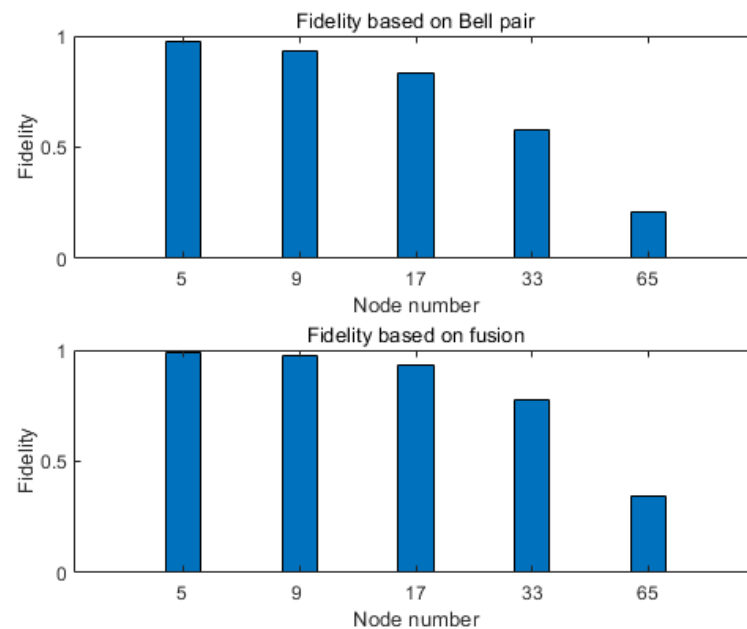 Fidelity based on Bell pair
1
0.5
0
Fidelity
5 9 17 33 65
Node number
Fidelity based on fusion
1
0.5
0
Fidelity
5 9 17 33 65
Node number